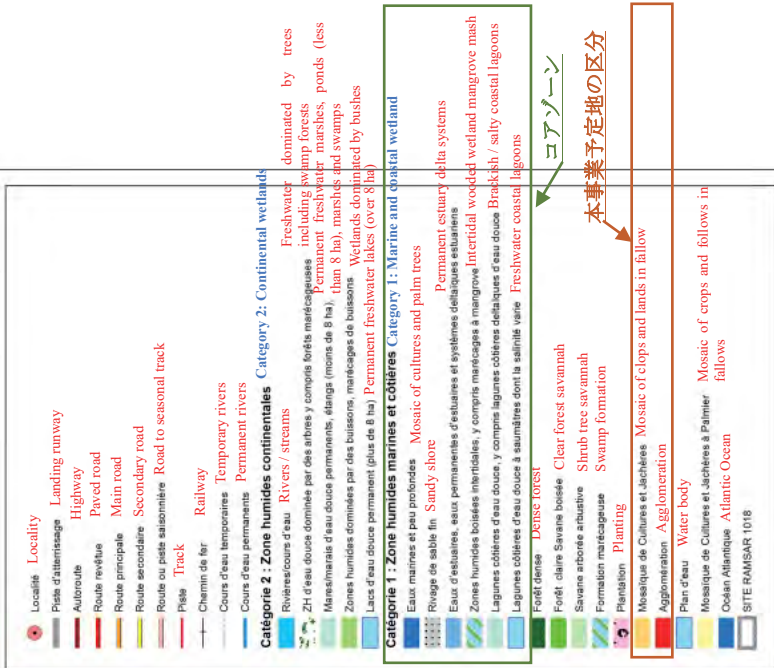 Localité Locality
Piste d'atterrissage Landing runway
Autoroute Highway
Route revêtue Paved road
Route principale Main road
Route secondaire Secondary road
Route ou piste saisonnière Road to seasonal track
Piste Track
Chemin de fer Railway
Cours d'eau temporaires Temporary rivers
Cours d'eau permanents Permanent rivers
Catégorie 2 : Zone humides continentales Category 2: Continental wetlands
Rivières/cours d'eau Rivers / streams
ZH d'eau douce dominée par des arbres y compris forêts marécageuses Freshwater dominated by trees
including swamp forests
Mares/marais d'eau douce permanents, étangs (moins de 8 ha) Permanent freshwater marshes, ponds (less
than 8 ha), marshes and swamps
Zones humides dominées par des buissons, marécages de buissons Wetlands dominated by bushes
Lacs d'eau douce permanent (plus de 8 ha) Permanent freshwater lakes (over 8 ha)
Catégorie 1 : Zone humides marines et côtières Category 1: Marine and coastal wetland
Eaux marines et peu profondes Mosaic of cultures and palm trees
Rivage de sable fin Sandy shore
Eaux d'estuaires, eaux permanentes d'estuaires et systèmes deltaïques estuariens Permanent estuary delta systems
Zones humides boisées intertidales, y compris marécages à mangrove Intertidal wooded wetland mangrove mash
Lagunes côtières d'eau douce, y compris lagunes côtières deltaïques d'eau douce Brackish / salty coastal lagoons
Lagunes côtières d'eau douce à saumâtres dont la salinité varie Freshwater coastal lagoons
コアゾーン
Forêt dense Dense forest
Forêt claire Savane boisée Clear forest savannah
Savane arborée arbustive Shrub tree savannah
Formation marécageuse Swamp formation
Plantation Planting
本事業予定地の区分
Mosaïque de Cultures et Jachères Mosaic of clops and lands in fallow
Agglomération Agglomeration
Plan d'eau Water body
Mosaïque de Cultures et Jachères à Palmier Mosaic of crops and follows in
fallows
Océan Atlantique Atlantic Ocean
SITE RAMSAR 1018